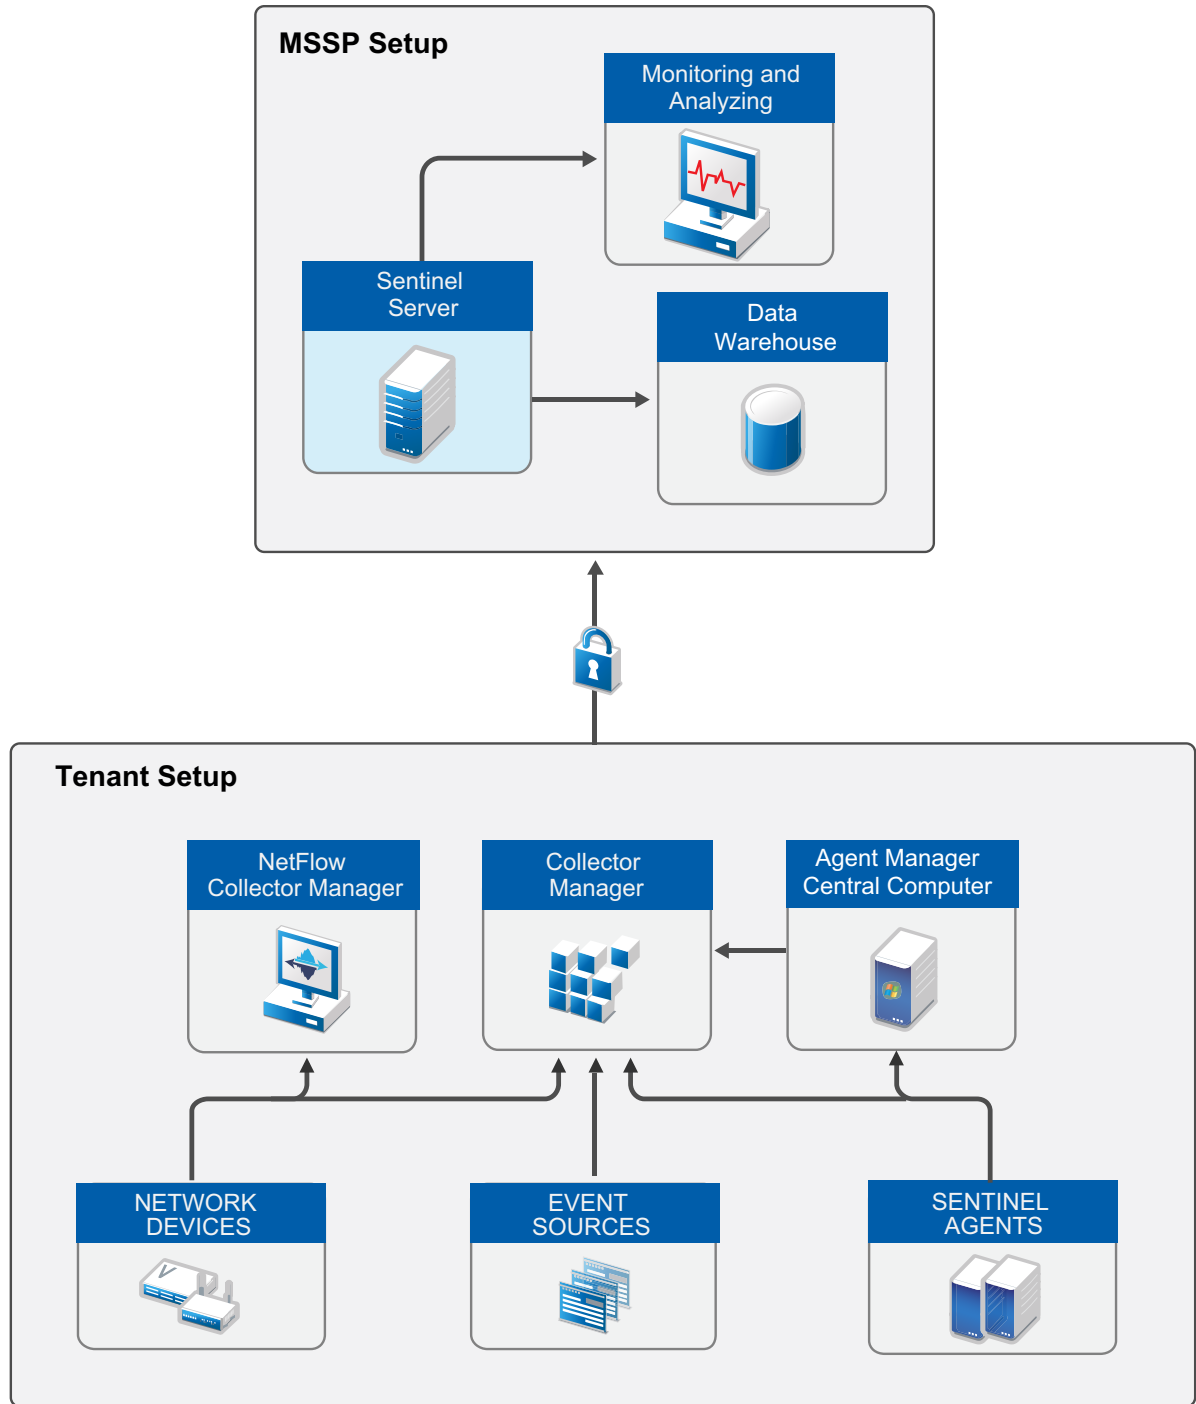 MSSP Setup
Monitoring and
Analyzing
Sentinel
Server
Data
Warehouse
Tenant Setup
NetFlow
Collector Manager
Collector
Manager
Agent Manager
Central Computer
NETWORK
DEVICES
EVENT
SOURCES
SENTINEL
AGENTS